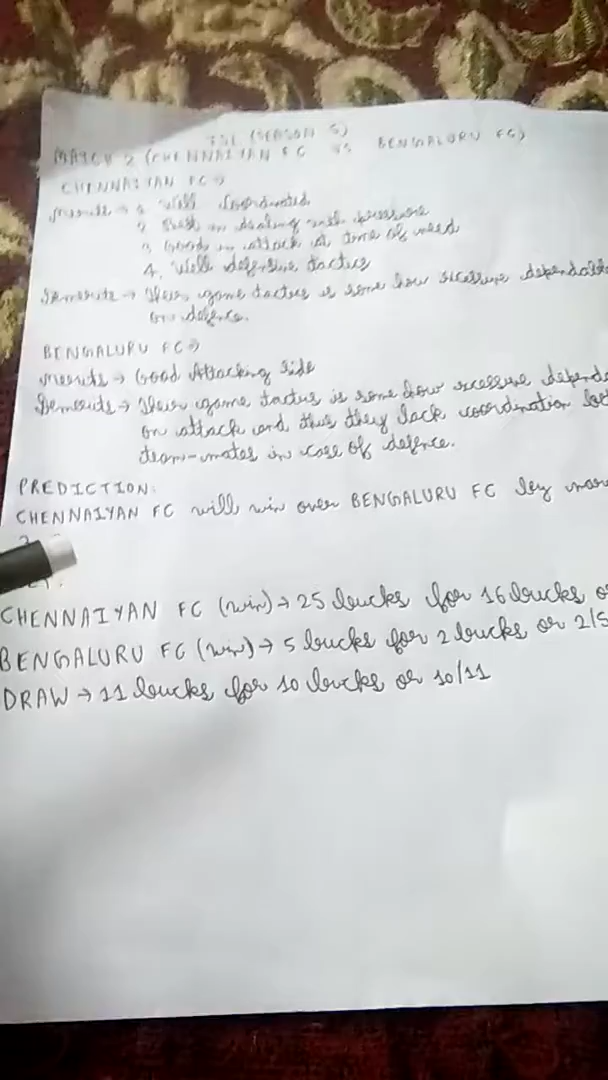 ISL (SEASON 5)
MATCH 2 (CHENNAIYAN FC VS BENGALURU FC)
CHENNAIYAN FC →
Merits → 1. Well Coordinated
2. Best in dealing with pressure
3. Good in attack at time of need
4. Well defensive tactics
Demerits → Their game tactics is some how dependable
on defence.
BENGALURU FC →
Merits → Good Attacking side
Demerits → Their game tactics is some how
on attack and thus they lack coordination
team-mates in case of defence.
PREDICTION:
CHENNAIYAN FC will win over BENGALURU FC by
CHENNAIYAN FC (win) → 25 bucks for 16 bucks
BENGALURU FC (win) → 5 bucks for 2 bucks or 2/5
DRAW → 11 bucks for 10 bucks or 10/11